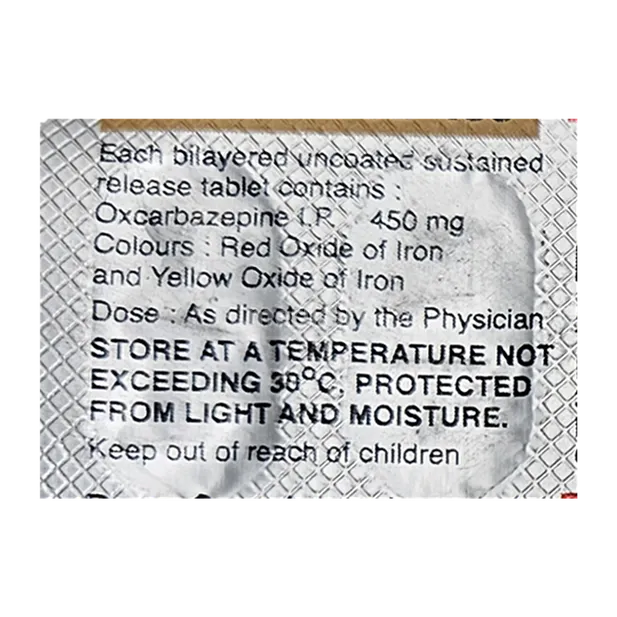 Each bilayered uncoated sustained
release tablet contains :
Oxcarbazepine I.P. 450 mg
Colours : Red Oxide of Iron
and Yellow Oxide of Iron
Dose : As directed by the Physician
STORE AT A TEMPERATURE NOT
EXCEEDING 30°C, PROTECTED
FROM LIGHT AND MOISTURE.
Keep out of reach of children